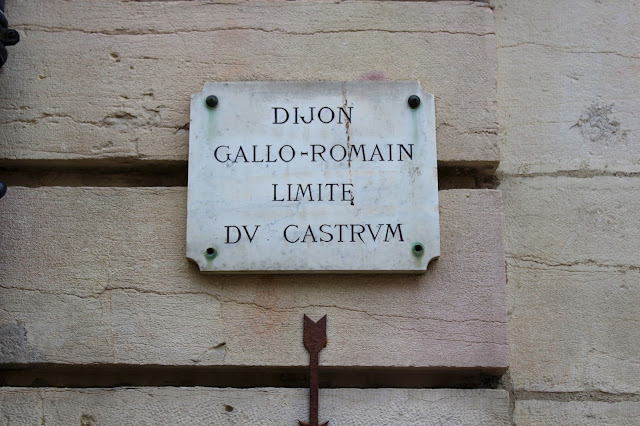 DIJON
GALLO-ROMAIN
LIMITE
DV CASTRVM